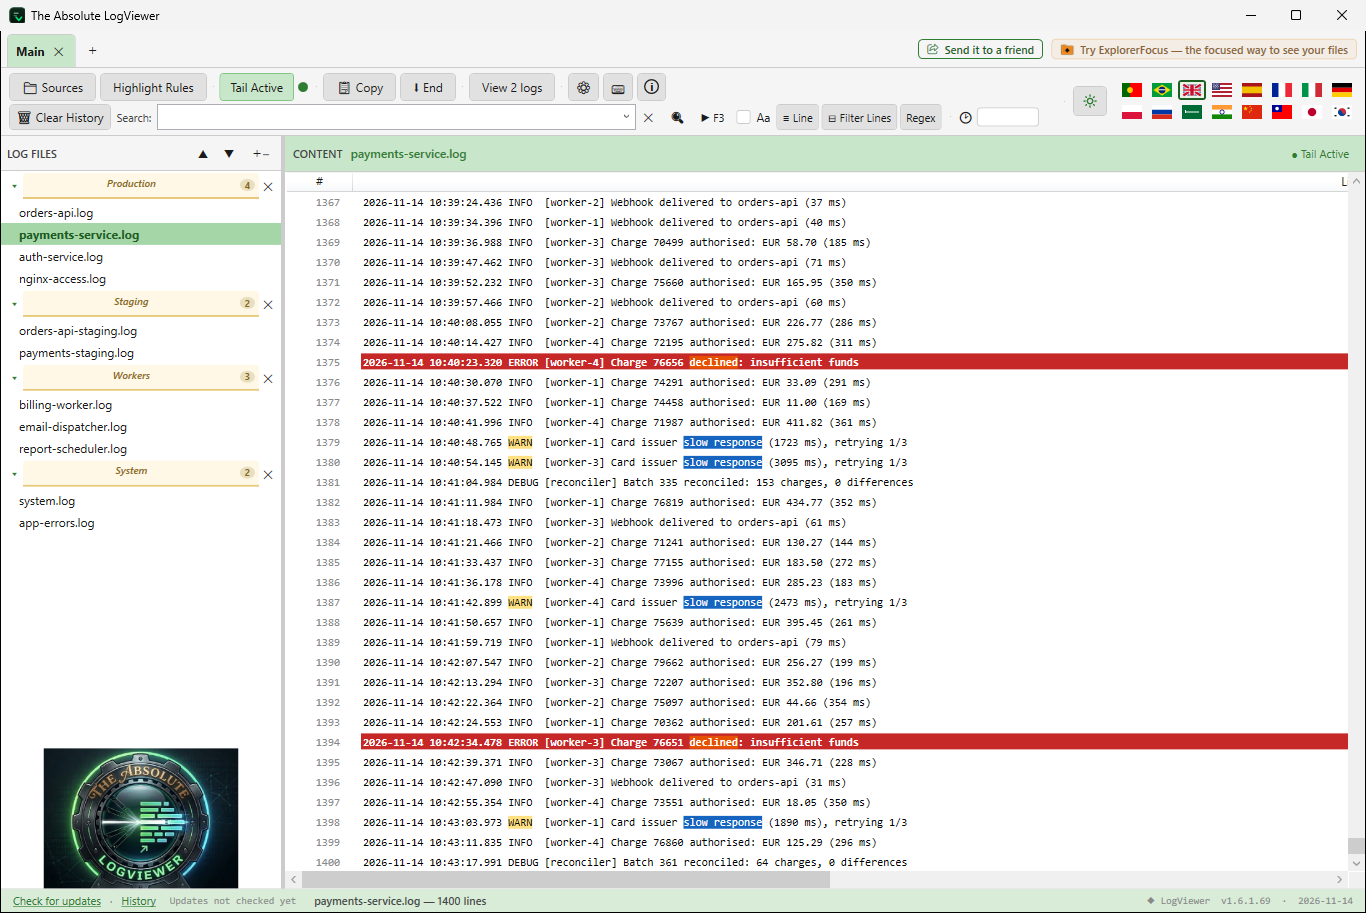 The Absolute LogViewer
Main
Send it to a friend
Try ExplorerFocus — the focused way to see your files
Sources
Highlight Rules
Tail Active
Copy
End
View 2 logs
Clear History
Search:
F3
Aa
Line
Filter Lines
Regex
LOG FILES
CONTENT payments-service.log
Tail Active
Production 4
orders-api.log
payments-service.log
auth-service.log
nginx-access.log
Staging 2
orders-api-staging.log
payments-staging.log
Workers 3
billing-worker.log
email-dispatcher.log
report-scheduler.log
System 2
system.log
app-errors.log
THE ABSOLUTE
LOGVIEWER
# L
1367 2026-11-14 10:39:24.436 INFO [worker-2] Webhook delivered to orders-api (37 ms)
1368 2026-11-14 10:39:34.396 INFO [worker-1] Webhook delivered to orders-api (40 ms)
1369 2026-11-14 10:39:36.988 INFO [worker-3] Charge 70499 authorised: EUR 58.70 (185 ms)
1370 2026-11-14 10:39:47.462 INFO [worker-3] Webhook delivered to orders-api (71 ms)
1371 2026-11-14 10:39:52.232 INFO [worker-3] Charge 75660 authorised: EUR 165.95 (350 ms)
1372 2026-11-14 10:39:57.466 INFO [worker-2] Webhook delivered to orders-api (60 ms)
1373 2026-11-14 10:40:08.055 INFO [worker-2] Charge 73767 authorised: EUR 226.77 (286 ms)
1374 2026-11-14 10:40:14.427 INFO [worker-4] Charge 72195 authorised: EUR 275.82 (311 ms)
1375 2026-11-14 10:40:23.320 ERROR [worker-4] Charge 76656 declined: insufficient funds
1376 2026-11-14 10:40:30.070 INFO [worker-1] Charge 74291 authorised: EUR 33.09 (291 ms)
1377 2026-11-14 10:40:37.522 INFO [worker-1] Charge 74458 authorised: EUR 11.00 (169 ms)
1378 2026-11-14 10:40:41.996 INFO [worker-4] Charge 71987 authorised: EUR 411.82 (361 ms)
1379 2026-11-14 10:40:48.765 WARN [worker-1] Card issuer slow response (1723 ms), retrying 1/3
1380 2026-11-14 10:40:54.145 WARN [worker-3] Card issuer slow response (3095 ms), retrying 1/3
1381 2026-11-14 10:41:04.984 DEBUG [reconciler] Batch 335 reconciled: 153 charges, 0 differences
1382 2026-11-14 10:41:11.984 INFO [worker-1] Charge 76819 authorised: EUR 434.77 (352 ms)
1383 2026-11-14 10:41:18.473 INFO [worker-3] Webhook delivered to orders-api (61 ms)
1384 2026-11-14 10:41:21.466 INFO [worker-2] Charge 71241 authorised: EUR 130.27 (144 ms)
1385 2026-11-14 10:41:33.437 INFO [worker-3] Charge 77155 authorised: EUR 183.50 (272 ms)
1386 2026-11-14 10:41:36.178 INFO [worker-4] Charge 73996 authorised: EUR 285.23 (183 ms)
1387 2026-11-14 10:41:42.899 WARN [worker-4] Card issuer slow response (2473 ms), retrying 1/3
1388 2026-11-14 10:41:50.657 INFO [worker-1] Charge 75639 authorised: EUR 395.45 (261 ms)
1389 2026-11-14 10:41:59.719 INFO [worker-1] Webhook delivered to orders-api (79 ms)
1390 2026-11-14 10:42:07.547 INFO [worker-2] Charge 79662 authorised: EUR 256.27 (199 ms)
1391 2026-11-14 10:42:13.294 INFO [worker-3] Charge 72207 authorised: EUR 352.80 (196 ms)
1392 2026-11-14 10:42:22.364 INFO [worker-2] Charge 75097 authorised: EUR 44.66 (354 ms)
1393 2026-11-14 10:42:24.553 INFO [worker-1] Charge 70362 authorised: EUR 201.61 (257 ms)
1394 2026-11-14 10:42:34.478 ERROR [worker-3] Charge 76651 declined: insufficient funds
1395 2026-11-14 10:42:39.371 INFO [worker-3] Charge 73067 authorised: EUR 346.71 (228 ms)
1396 2026-11-14 10:42:47.090 INFO [worker-3] Webhook delivered to orders-api (31 ms)
1397 2026-11-14 10:42:55.354 INFO [worker-4] Charge 73551 authorised: EUR 18.05 (350 ms)
1398 2026-11-14 10:43:03.973 WARN [worker-1] Card issuer slow response (1890 ms), retrying 1/3
1399 2026-11-14 10:43:11.835 INFO [worker-4] Charge 76860 authorised: EUR 125.29 (296 ms)
1400 2026-11-14 10:43:17.991 DEBUG [reconciler] Batch 361 reconciled: 64 charges, 0 differences
Check for updates · History Updates not checked yet payments-service.log — 1400 lines
LogViewer v1.6.1.69 · 2026-11-14